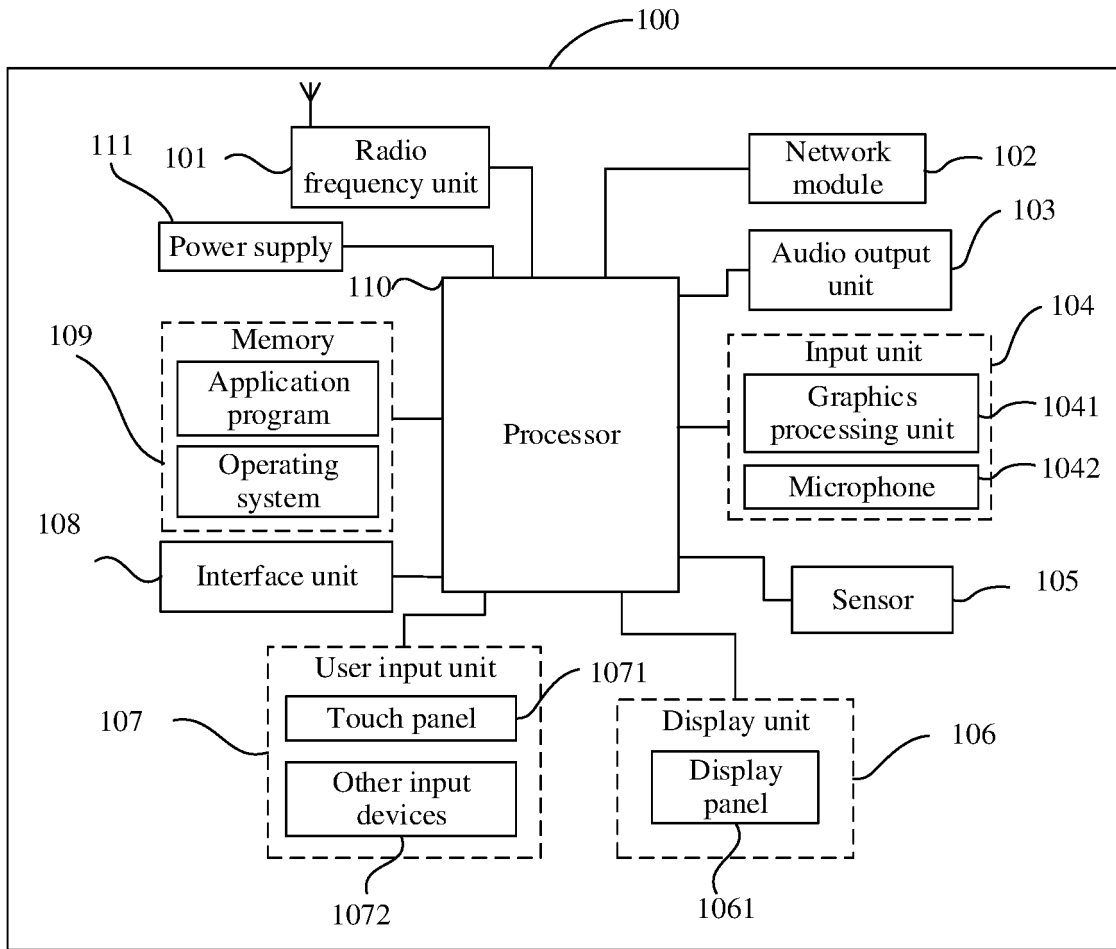 100
111
101
Radio
frequency unit
Network
module
102
Power supply
103
Audio output
unit
110
109
Memory
Application
program
Operating
system
Processor
104
Input unit
Graphics
processing unit
1041
Microphone
1042
108
Interface unit
Sensor
105
User input unit
1071
Touch panel
107
Other input
devices
1072
Display unit
106
Display
panel
1061